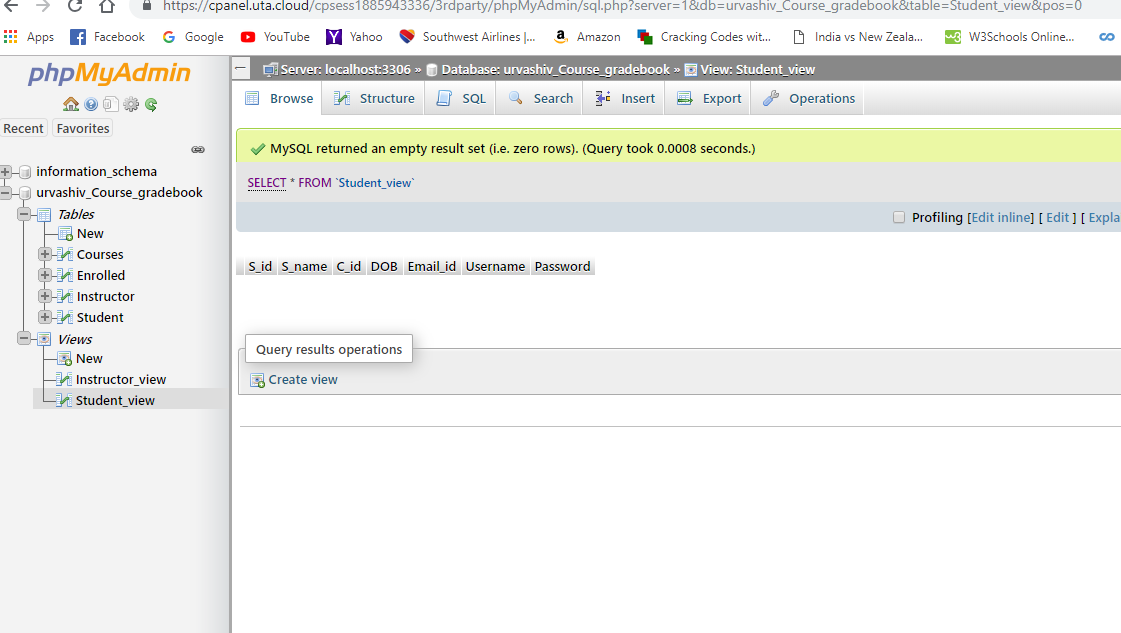 https://cpanel.uta.cloud/cpsess1885943336/3rdparty/phpMyAdmin/sql.php?server=1&db=urvashiv_Course_gradebook&table=Student_view&pos=0
Apps Facebook Google YouTube Yahoo Southwest Airlines |... Amazon Cracking Codes wit... India vs New Zeala... W3Schools Online...
phpMyAdmin
Recent Favorites
information_schema
urvashiv_Course_gradebook
Tables
New
Courses
Enrolled
Instructor
Student
Views
New
Instructor_view
Student_view
Server: localhost:3306 » Database: urvashiv_Course_gradebook » View: Student_view
Browse Structure SQL Search Insert Export Operations
MySQL returned an empty result set (i.e. zero rows). (Query took 0.0008 seconds.)
SELECT * FROM `Student_view`
Profiling [Edit inline] [ Edit ] [ Expla
S_id S_name C_id DOB Email_id Username Password
Query results operations
Create view